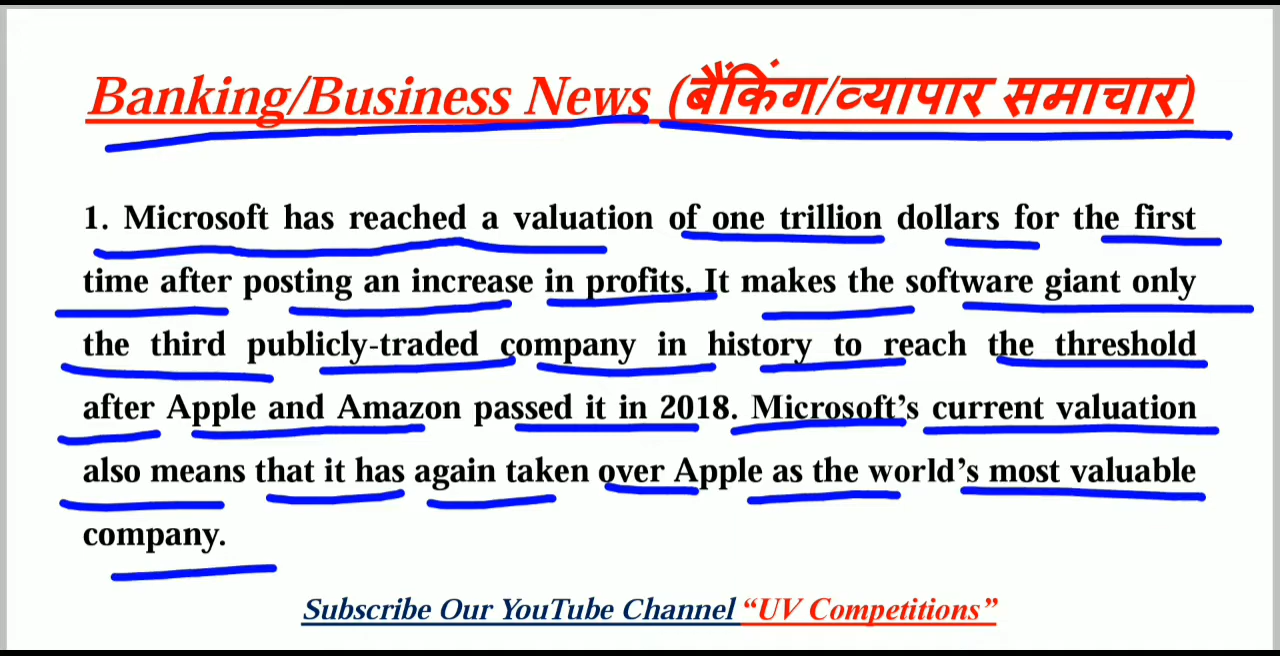 Banking/Business News (बैंकिंग/व्यापार समाचार)
1. Microsoft has reached a valuation of one trillion dollars for the first
time after posting an increase in profits. It makes the software giant only
the third publicly-traded company in history to reach the threshold
after Apple and Amazon passed it in 2018. Microsoft’s current valuation
also means that it has again taken over Apple as the world’s most valuable
company.
Subscribe Our YouTube Channel “UV Competitions”